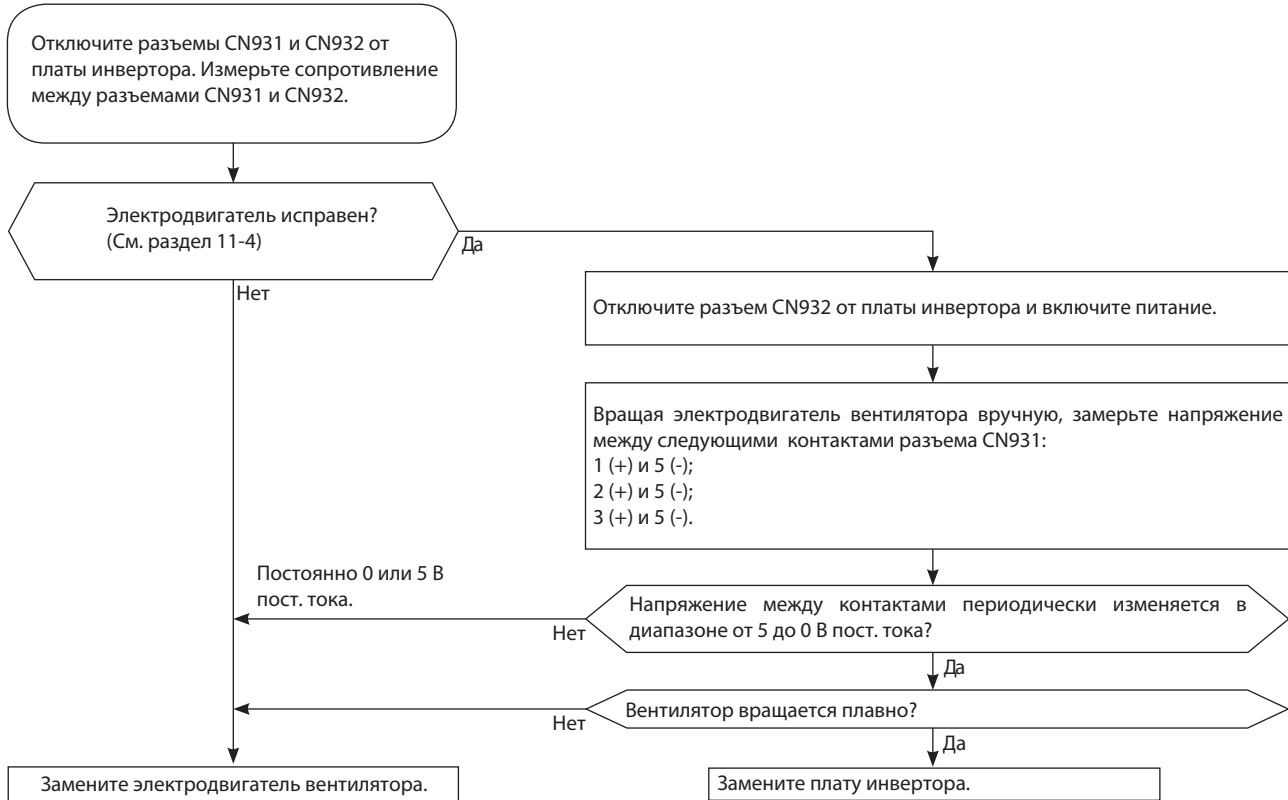 Отключите разъемы CN931 и CN932 от
платы инвертора. Измерьте сопротивление
между разъемами CN931 и CN932.
Электродвигатель исправен?
(См. раздел 11-4)
Да
Нет
Отключите разъем CN932 от платы инвертора и включите питание.
Вращая электродвигатель вентилятора вручную, замерьте напряжение
между следующими контактами разъема CN931:
1 (+) и 5 (-);
2 (+) и 5 (-);
3 (+) и 5 (-).
Постоянно 0 или 5 В
пост. тока.
Напряжение между контактами периодически изменяется в
диапазоне от 5 до 0 В пост. тока?
Нет
Да
Вентилятор вращается плавно?
Нет
Да
Замените электродвигатель вентилятора.
Замените плату инвертора.